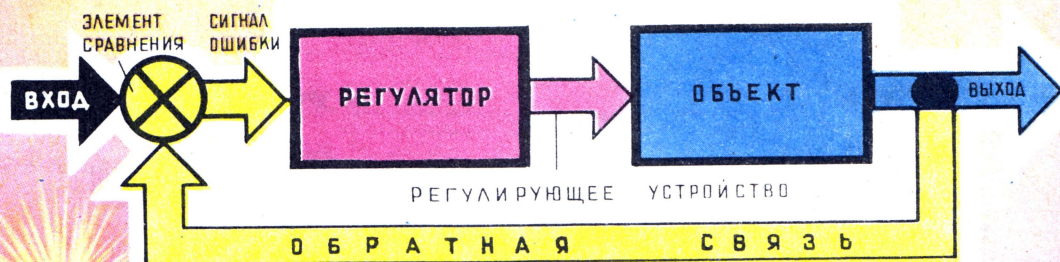 ЭЛЕМЕНТ
СРАВНЕНИЯ
СИГНАЛ
ОШИБКИ
ВХОД
РЕГУЛЯТОР
ОБЪЕКТ
ВЫХОД
РЕГУЛИРУЮЩЕЕ УСТРОЙСТВО
ОБРАТНАЯ СВЯЗЬ